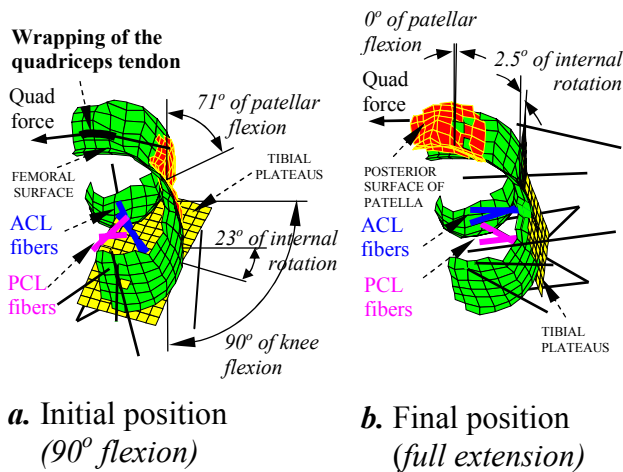 Wrapping of the
quadriceps tendon
Quad
force
71° of patellar
flexion
FEMORAL
SURFACE
TIBIAL
PLATEAUS
ACL
fibers
PCL
fibers
23° of internal
rotation
90° of knee
flexion
a. Initial position
(90° flexion)
0° of patellar
flexion
2.5° of internal
rotation
Quad
force
POSTERIOR
SURFACE OF
PATELLA
ACL
fibers
PCL
fibers
TIBIAL
PLATEAUS
b. Final position
(full extension)